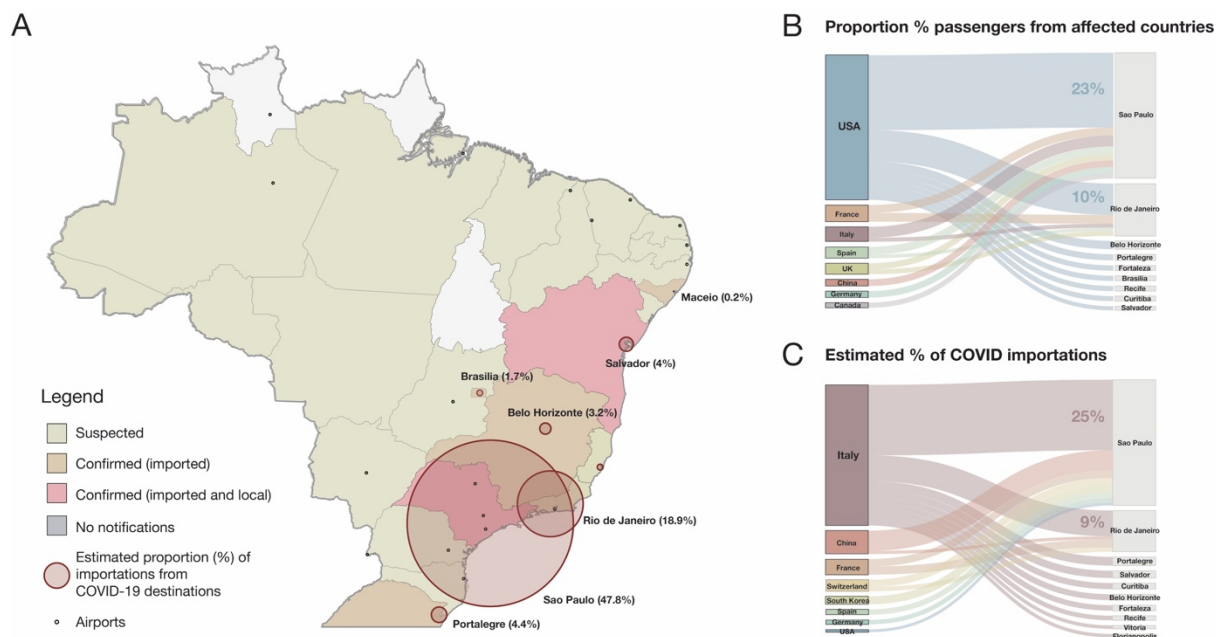 A
Maceio (0.2%)
Salvador (4%)
Brasilia (1.7%)
Belo Horizonte (3.2%)
Rio de Janeiro (18.9%)
Sao Paulo (47.8%)
Portalegre (4.4%)
Legend
Suspected
Confirmed (imported)
Confirmed (imported and local)
No notifications
Estimated proportion (%) of
importations from
COVID-19 destinations
Airports
B
Proportion % passengers from affected countries
USA
France
Italy
Spain
UK
China
Germany
Canada
23%
10%
Sao Paulo
Rio de Janeiro
Belo Horizonte
Portalegre
Fortaleza
Brasilia
Recife
Curitiba
Salvador
C
Estimated % of COVID importations
Italy
China
France
Switzerland
South Korea
Spain
Germany
USA
25%
9%
Sao Paulo
Rio de Janeiro
Portalegre
Salvador
Curitiba
Belo Horizonte
Fortaleza
Recife
Vitoria
Florianopolis